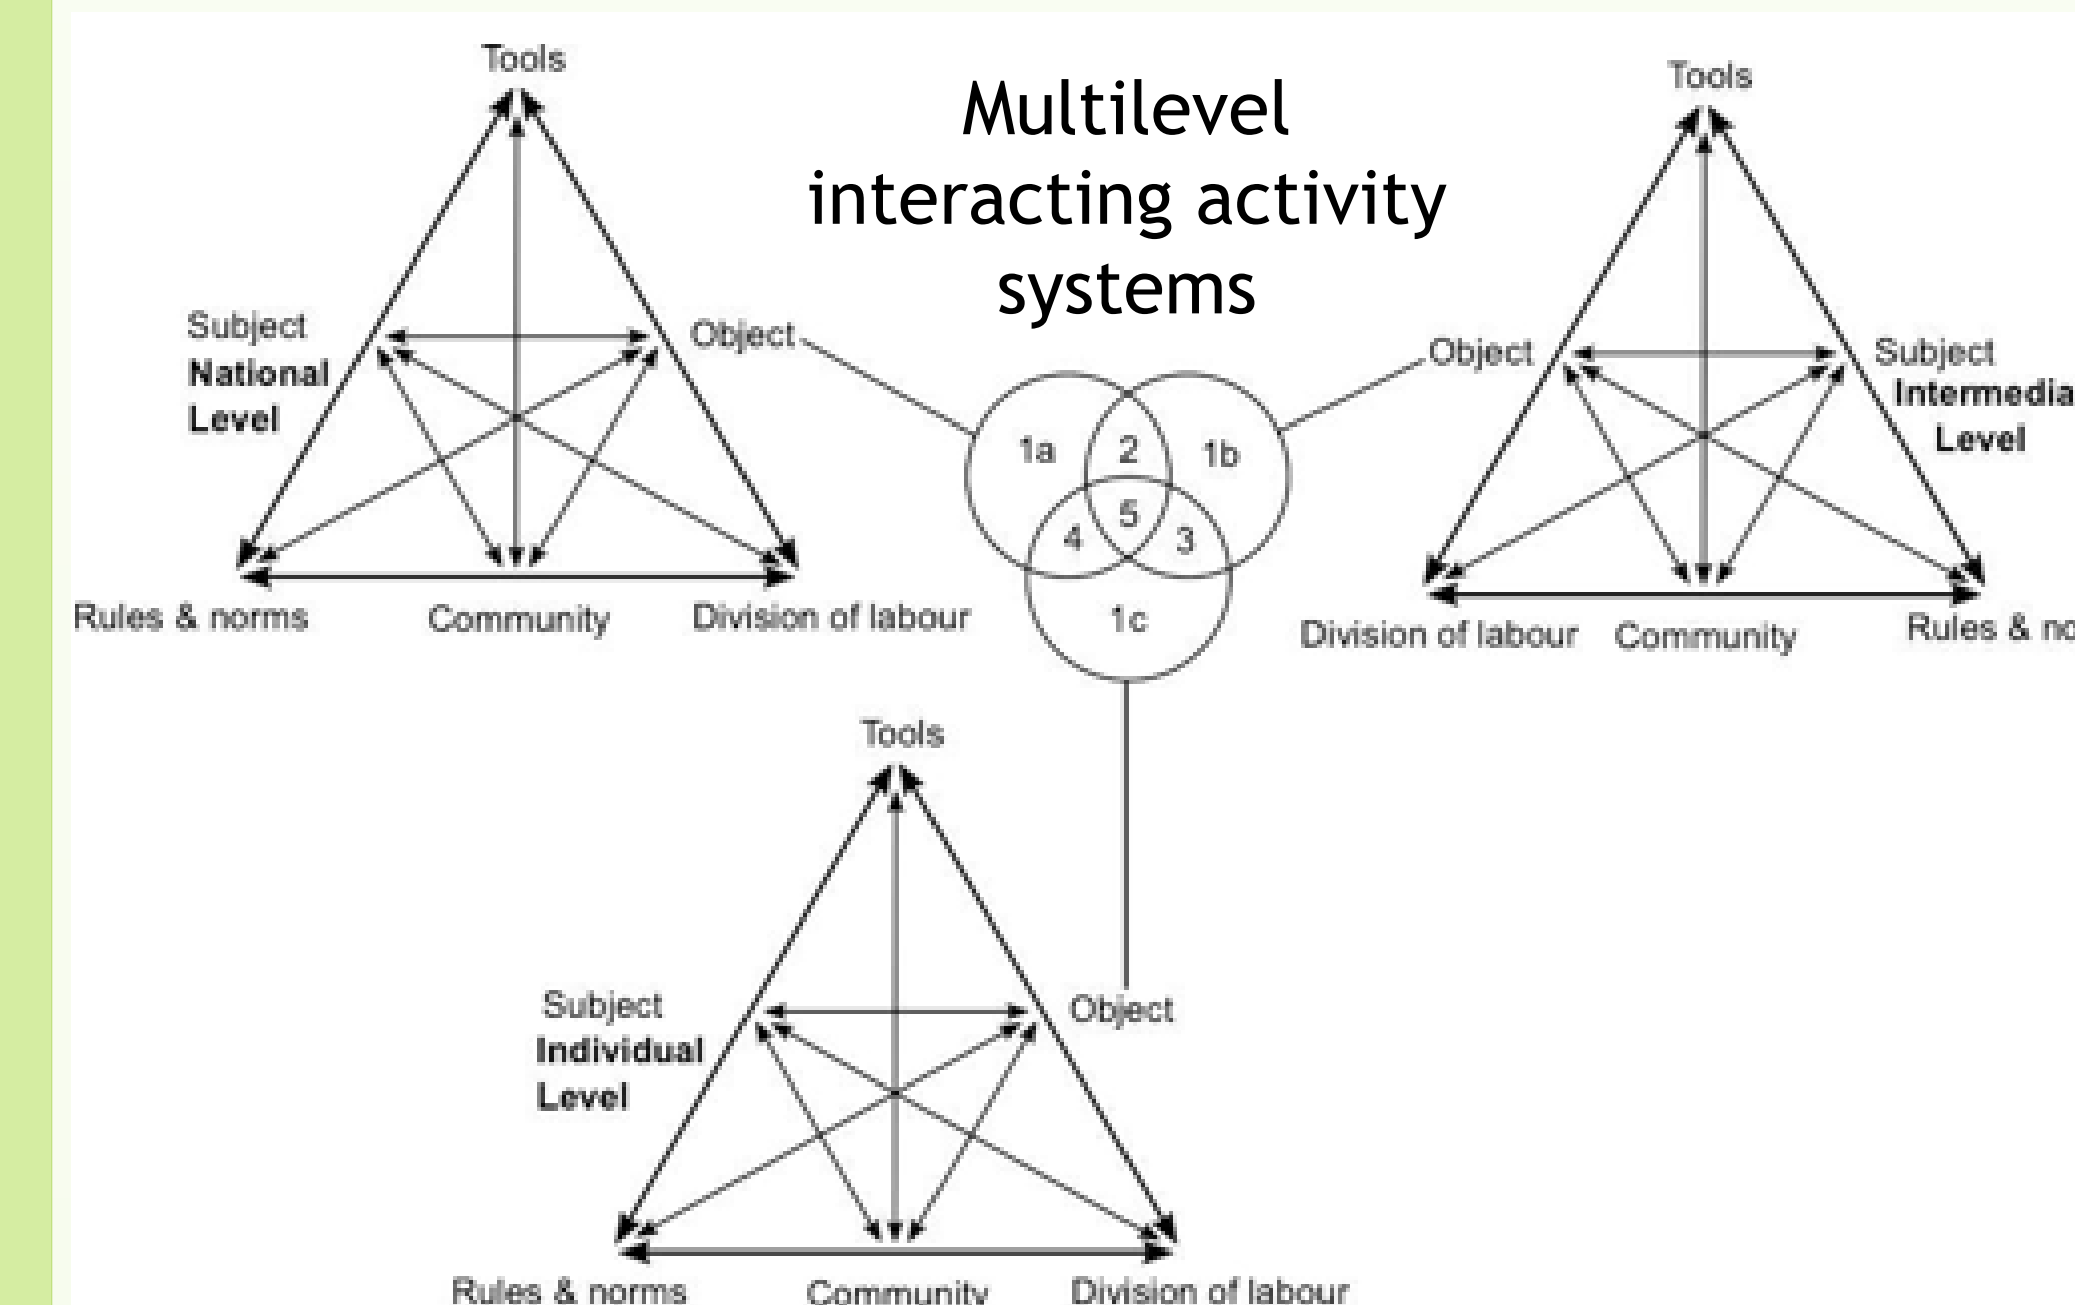 Tools
Multilevel
interacting activity
systems
Tools
Subject
National
Level
Object
Object
Subject
Intermedia
Level
1a
2
1b
5
4
3
1c
Rules & norms
Community
Division of labour
Division of labour
Community
Rules & no
Tools
Subject
Individual
Level
Object
Rules & norms
Community
Division of labour